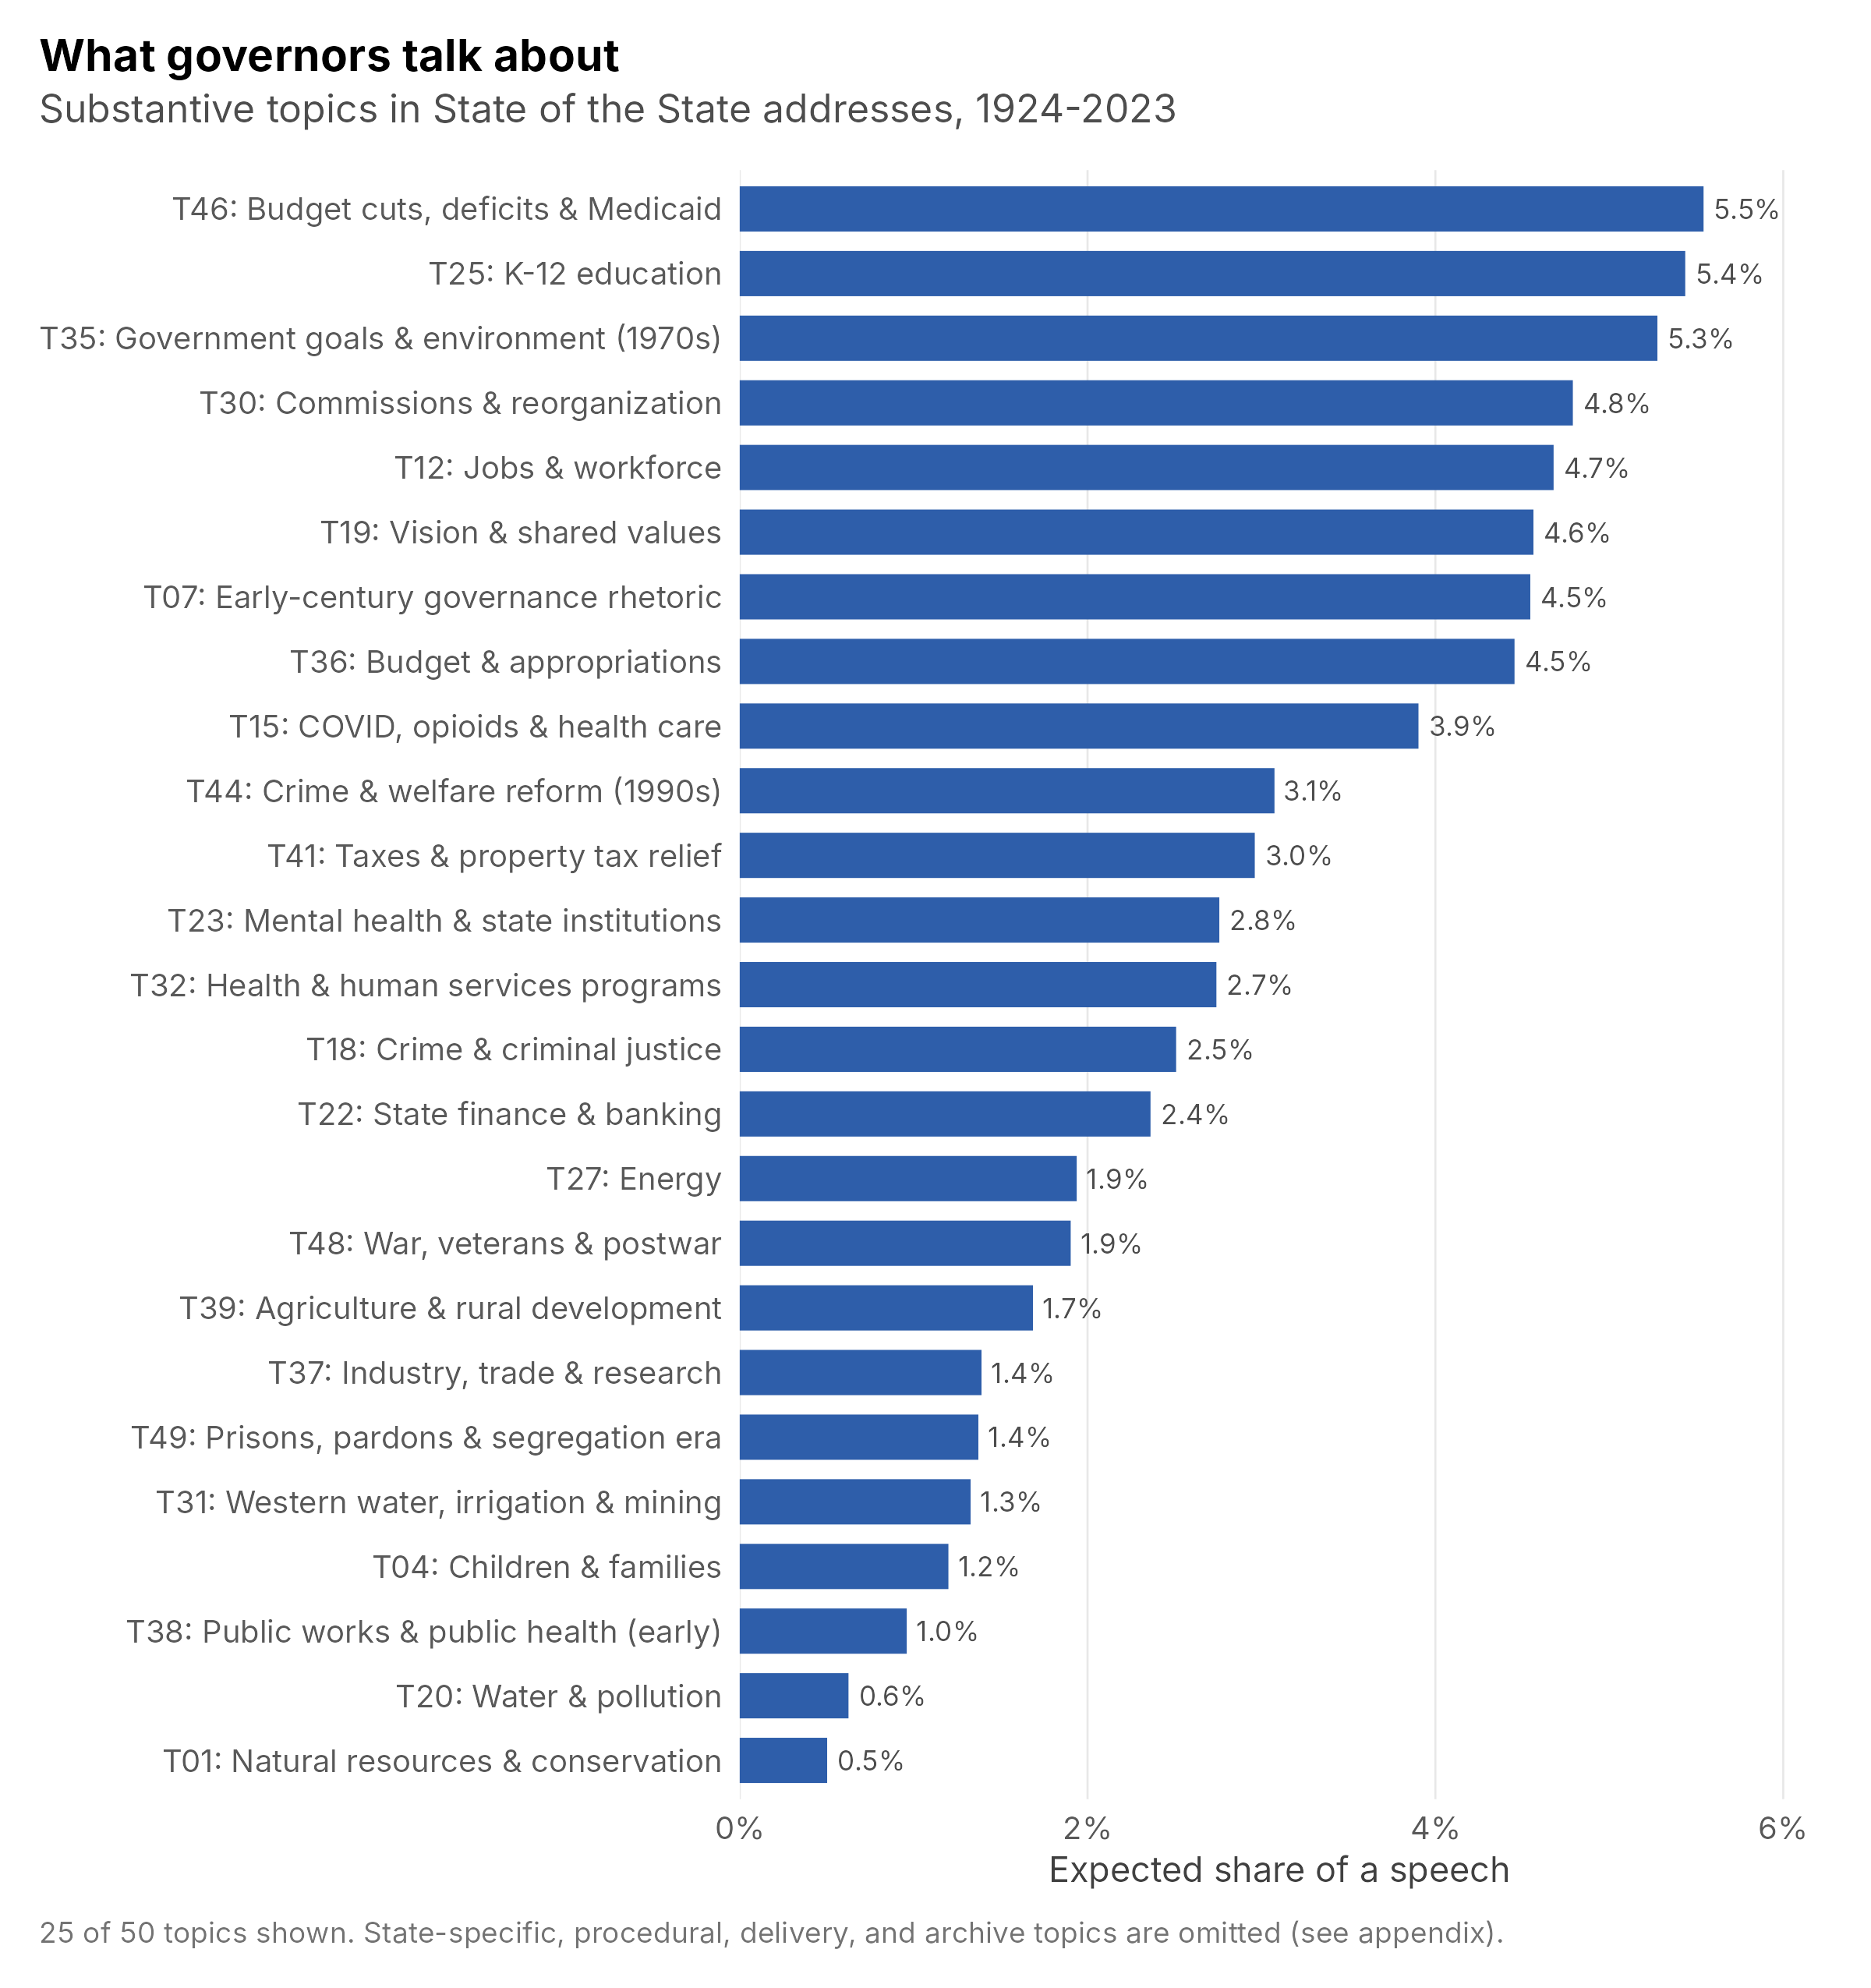 What governors talk about
Substantive topics in State of the State addresses, 1924-2023
T46: Budget cuts, deficits & Medicaid 5.5%
T25: K-12 education 5.4%
T35: Government goals & environment (1970s) 5.3%
T30: Commissions & reorganization 4.8%
T12: Jobs & workforce 4.7%
T19: Vision & shared values 4.6%
T07: Early-century governance rhetoric 4.5%
T36: Budget & appropriations 4.5%
T15: COVID, opioids & health care 3.9%
T44: Crime & welfare reform (1990s) 3.1%
T41: Taxes & property tax relief 3.0%
T23: Mental health & state institutions 2.8%
T32: Health & human services programs 2.7%
T18: Crime & criminal justice 2.5%
T22: State finance & banking 2.4%
T27: Energy 1.9%
T48: War, veterans & postwar 1.9%
T39: Agriculture & rural development 1.7%
T37: Industry, trade & research 1.4%
T49: Prisons, pardons & segregation era 1.4%
T31: Western water, irrigation & mining 1.3%
T04: Children & families 1.2%
T38: Public works & public health (early) 1.0%
T20: Water & pollution 0.6%
T01: Natural resources & conservation 0.5%
0% 2% 4% 6%
Expected share of a speech
25 of 50 topics shown. State-specific, procedural, delivery, and archive topics are omitted (see appendix).